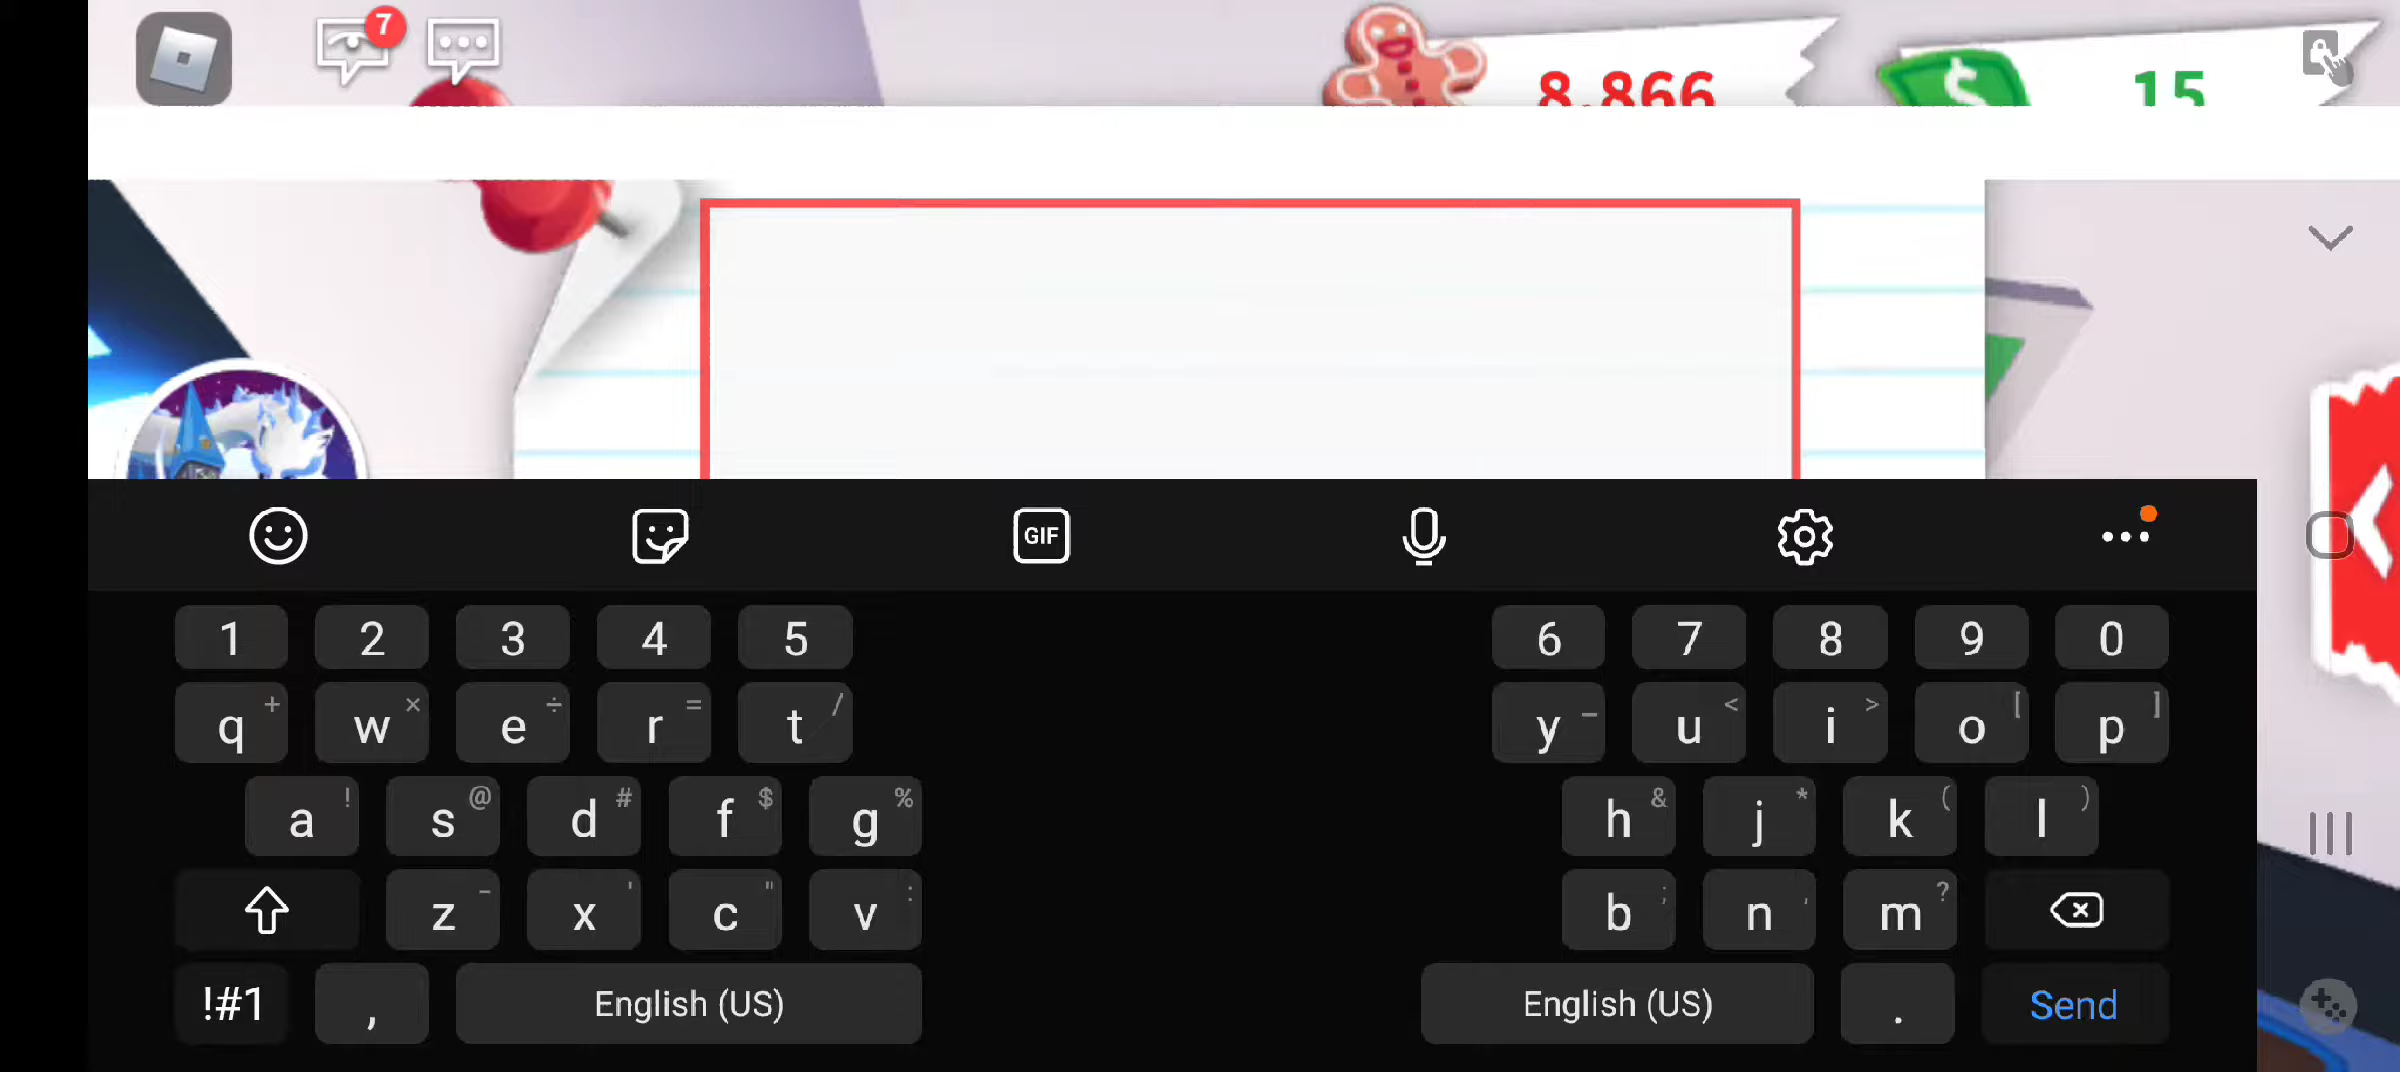 7
8,866
15
GIF
1 2 3 4 5 6 7 8 9 0
q + w × e ÷ r = t / y - u < i > o [ p ]
a ! s @ d # f $ g % h & j * k ( l )
z - x ' c " v : b ; n , m ?
!#1 , English (US) English (US) . Send